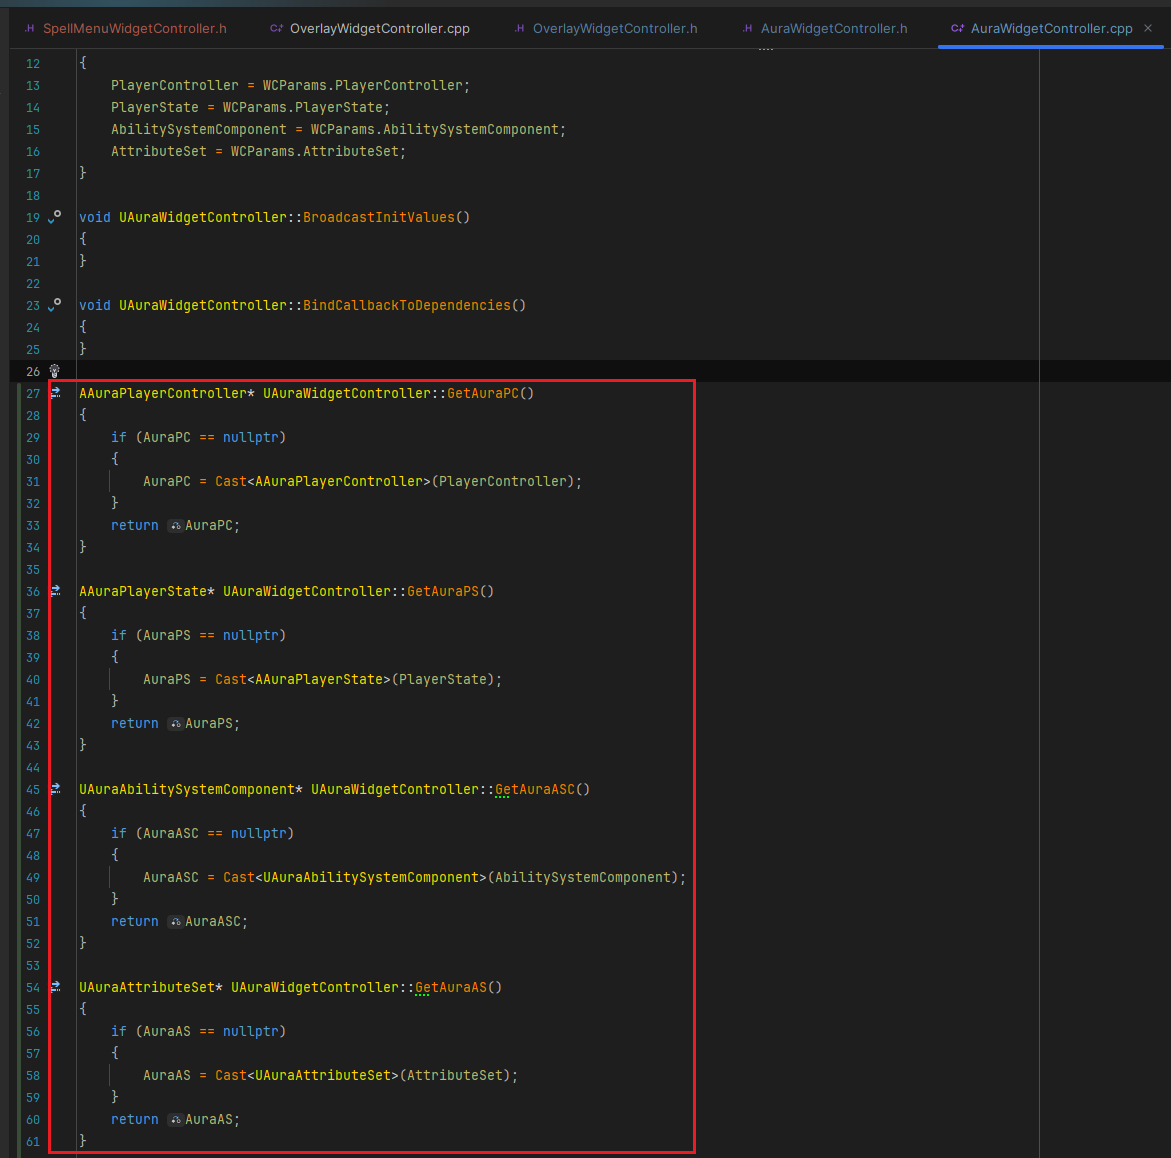 SpellMenuWidgetController.h OverlayWidgetController.cpp OverlayWidgetController.h AuraWidgetController.h AuraWidgetController.cpp
12 {
13 PlayerController = WCParams.PlayerController;
14 PlayerState = WCParams.PlayerState;
15 AbilitySystemComponent = WCParams.AbilitySystemComponent;
16 AttributeSet = WCParams.AttributeSet;
17 }
18
19 void UAuraWidgetController::BroadcastInitValues()
20 {
21 }
22
23 void UAuraWidgetController::BindCallbackToDependencies()
24 {
25 }
26
27 AAuraPlayerController* UAuraWidgetController::GetAuraPC()
28 {
29 if (AuraPC == nullptr)
30 {
31 AuraPC = Cast<AAuraPlayerController>(PlayerController);
32 }
33 return AuraPC;
34 }
35
36 AAuraPlayerState* UAuraWidgetController::GetAuraPS()
37 {
38 if (AuraPS == nullptr)
39 {
40 AuraPS = Cast<AAuraPlayerState>(PlayerState);
41 }
42 return AuraPS;
43 }
44
45 UAuraAbilitySystemComponent* UAuraWidgetController::GetAuraASC()
46 {
47 if (AuraASC == nullptr)
48 {
49 AuraASC = Cast<UAuraAbilitySystemComponent>(AbilitySystemComponent);
50 }
51 return AuraASC;
52 }
53
54 UAuraAttributeSet* UAuraWidgetController::GetAuraAS()
55 {
56 if (AuraAS == nullptr)
57 {
58 AuraAS = Cast<UAuraAttributeSet>(AttributeSet);
59 }
60 return AuraAS;
61 }